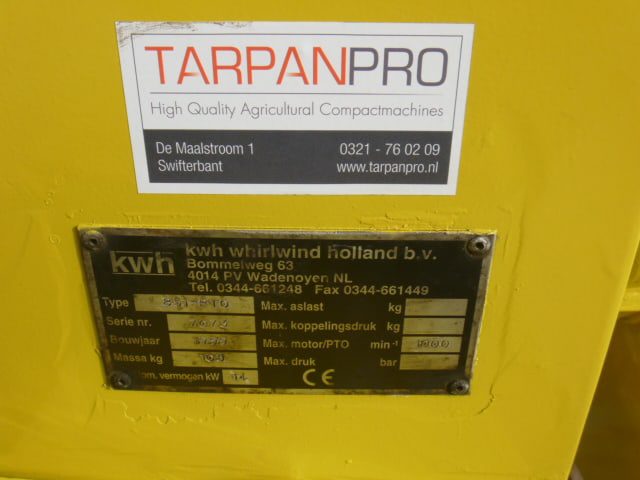 TARPANPRO
High Quality Agricultural Compactmachines
De Maalstroom 1 0321 - 76 02 09
Swifterbant www.tarpanpro.nl
kwh kwh whirlwind holland b.v.
Bommelweg 63
4014 PV Wadenoyen NL
Tel. 0344-661248 Fax 0344-661449
Type Max. aslast kg
Serie nr. Max. koppelingsdruk kg
Bouwjaar Max. motor/PTO min⁻¹
Massa kg Max. druk bar
nom. vermogen kW CE